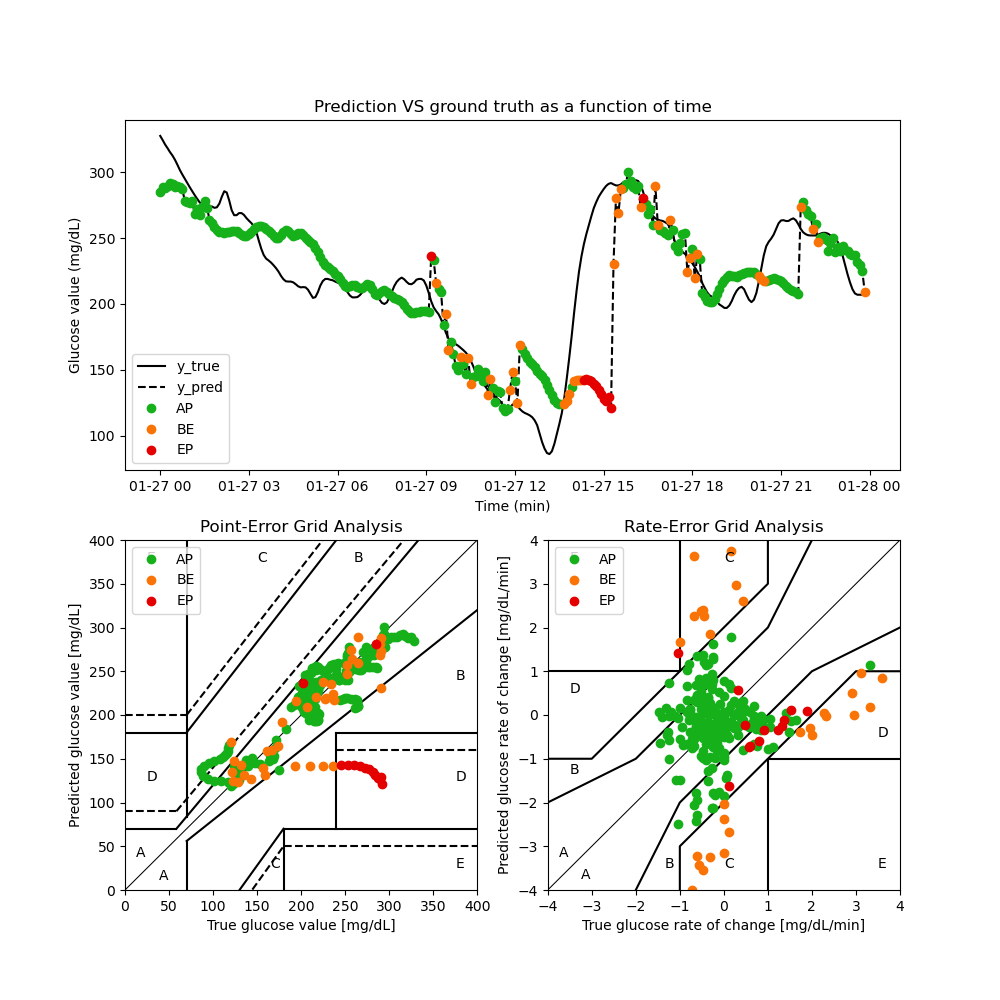 Prediction VS ground truth as a function of time
Glucose value (mg/dL)
300
250
200
150
100
y_true
y_pred
AP
BE
EP
01-27 00
01-27 03
01-27 06
01-27 09
01-27 12
01-27 15
01-27 18
01-27 21
01-28 00
Time (min)
Point-Error Grid Analysis
Predicted glucose value [mg/dL]
400
350
300
250
200
150
100
50
0
AP
BE
EP
C
B
B
D
D
A
A
C
E
0
50
100
150
200
250
300
350
400
True glucose value [mg/dL]
Rate-Error Grid Analysis
Predicted glucose rate of change [mg/dL/min]
4
3
2
1
0
−1
−2
−3
−4
AP
BE
EP
C
D
D
B
A
A
B
C
E
−4
−3
−2
−1
0
1
2
3
4
True glucose rate of change [mg/dL/min]